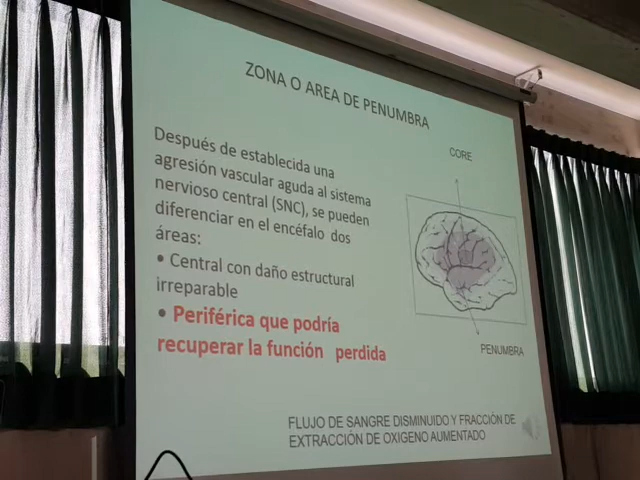 ZONA O AREA DE PENUMBRA
Después de establecida una
agresión vascular aguda al sistema
nervioso central (SNC), se pueden
diferenciar en el encéfalo dos
áreas:
• Central con daño estructural
irreparable
• Periférica que podría
recuperar la función perdida
CORE
PENUMBRA
FLUJO DE SANGRE DISMINUIDO Y FRACCIÓN DE
EXTRACCIÓN DE OXIGENO AUMENTADO